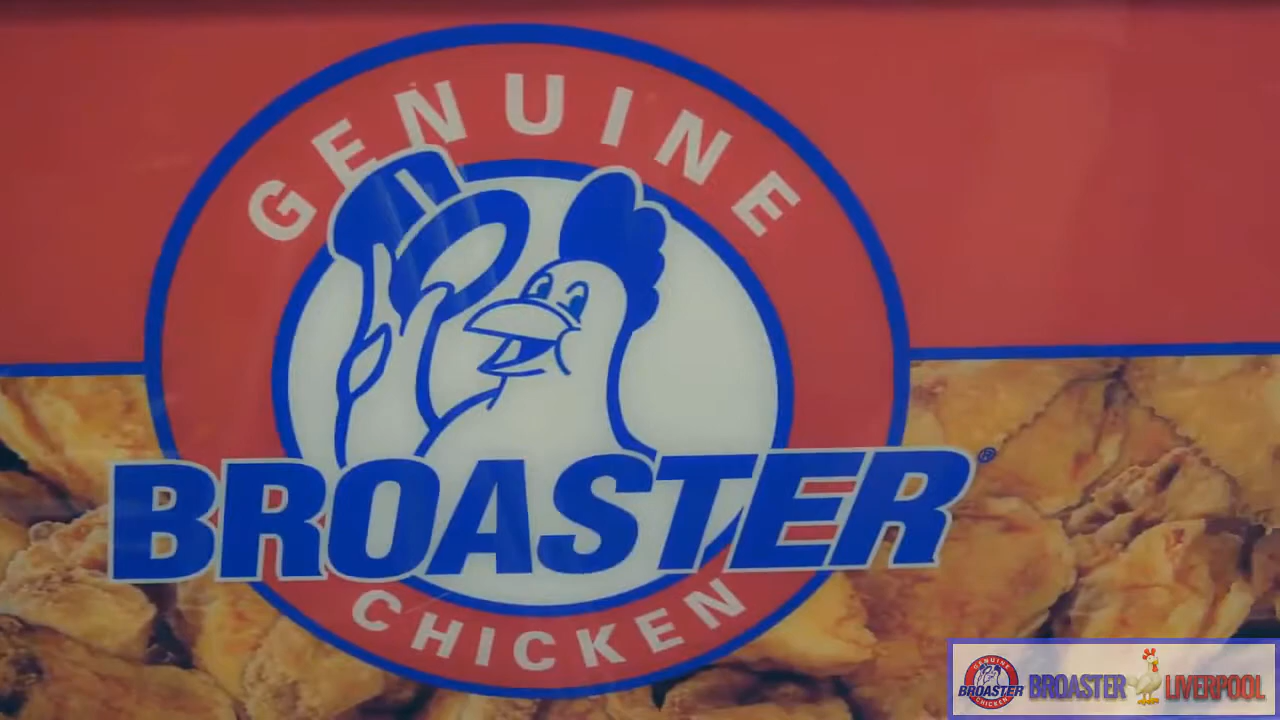 GENUINE
BROASTER®
CHICKEN
GENUINE
BROASTER
CHICKEN
BROASTER LIVERPOOL